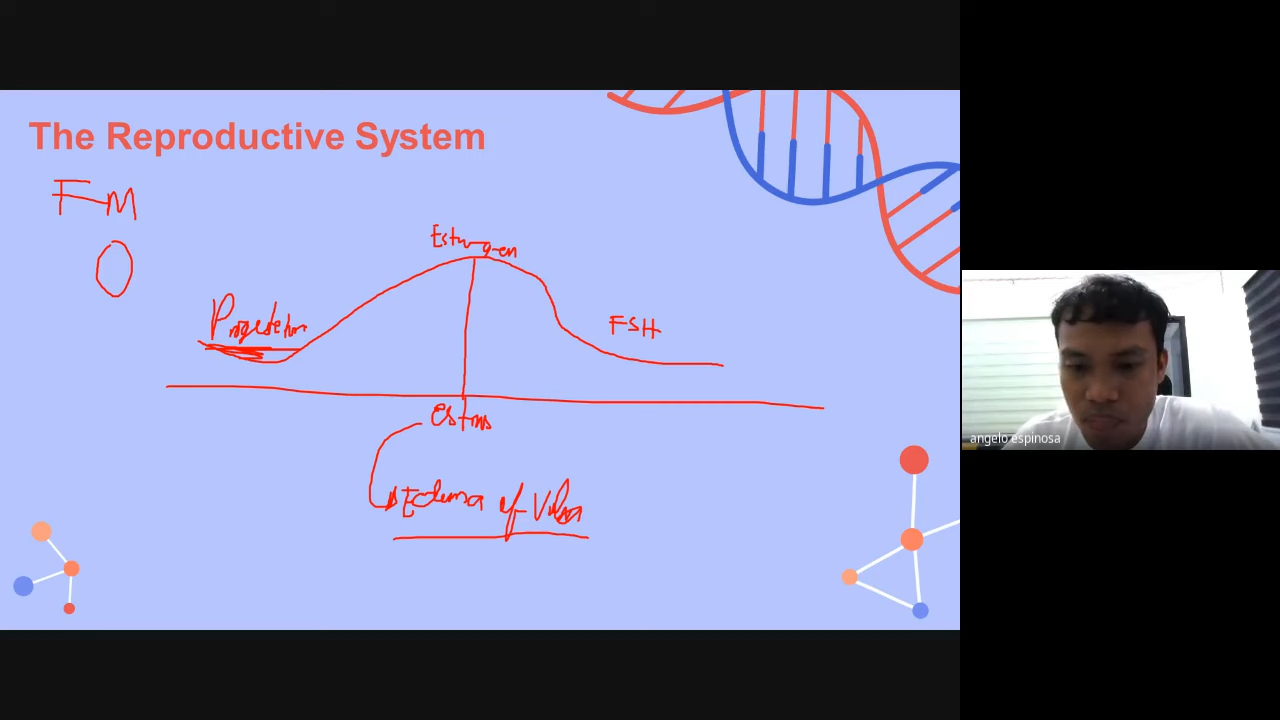 The Reproductive System
FM
Estrogen
Progesterone
FSH
Estrus
Edema of Vulva
angelo espinosa